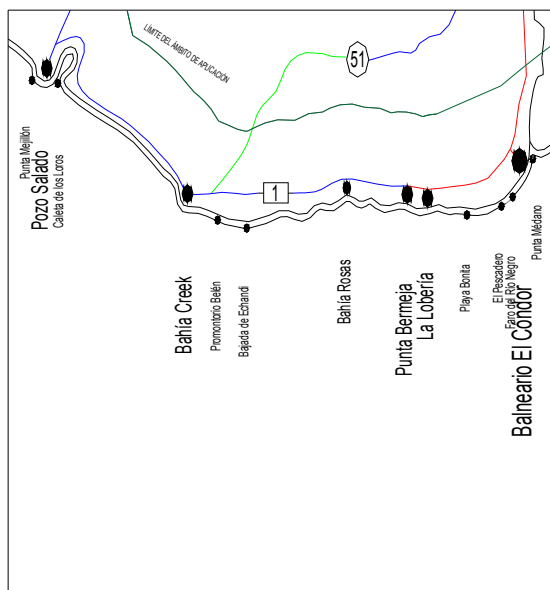 LÍMITE DEL ÁMBITO DE APLICACIÓN
51
1
Punta Mejillón
Pozo Salado
Caleta de los Loros
Bahía Creek
Promontorio Belén
Bajada de Echandi
Bahía Rosas
Punta Bermeja
La Lobería
Playa Bonita
El Pescadero
Faro del Río Negro
Balneario El Cóndor
Punta Médano